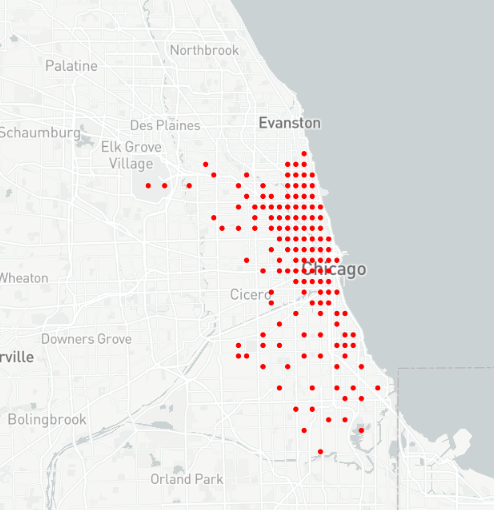 Northbrook
Palatine
Evanston
Des Plaines
Schaumburg
Elk Grove
Village
Chicago
Wheaton
Cicero
Downers Grove
rville
Bolingbrook
Orland Park